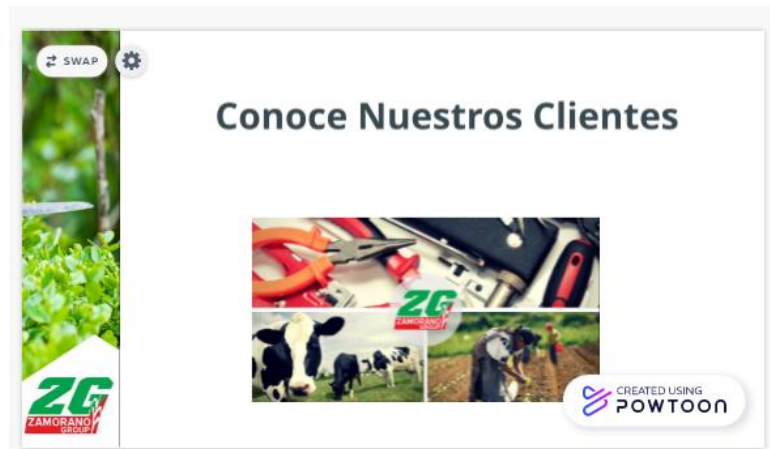 SWAP
Conoce Nuestros Clientes
ZG
ZAMORANO
GROUP
ZG
ZAMORANO
GROUP
CREATED USING
POWTOON